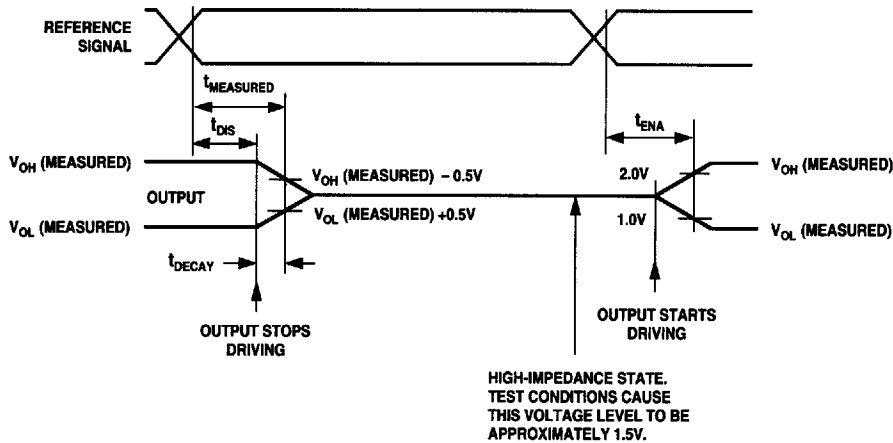 REFERENCE
SIGNAL
tMEASURED
tDIS
tENA
VOH (MEASURED)
VOH (MEASURED) – 0.5V
2.0V
VOH (MEASURED)
OUTPUT
VOL (MEASURED) +0.5V
1.0V
VOL (MEASURED)
VOL (MEASURED)
tDECAY
OUTPUT STOPS
DRIVING
OUTPUT STARTS
DRIVING
HIGH-IMPEDANCE STATE.
TEST CONDITIONS CAUSE
THIS VOLTAGE LEVEL TO BE
APPROXIMATELY 1.5V.